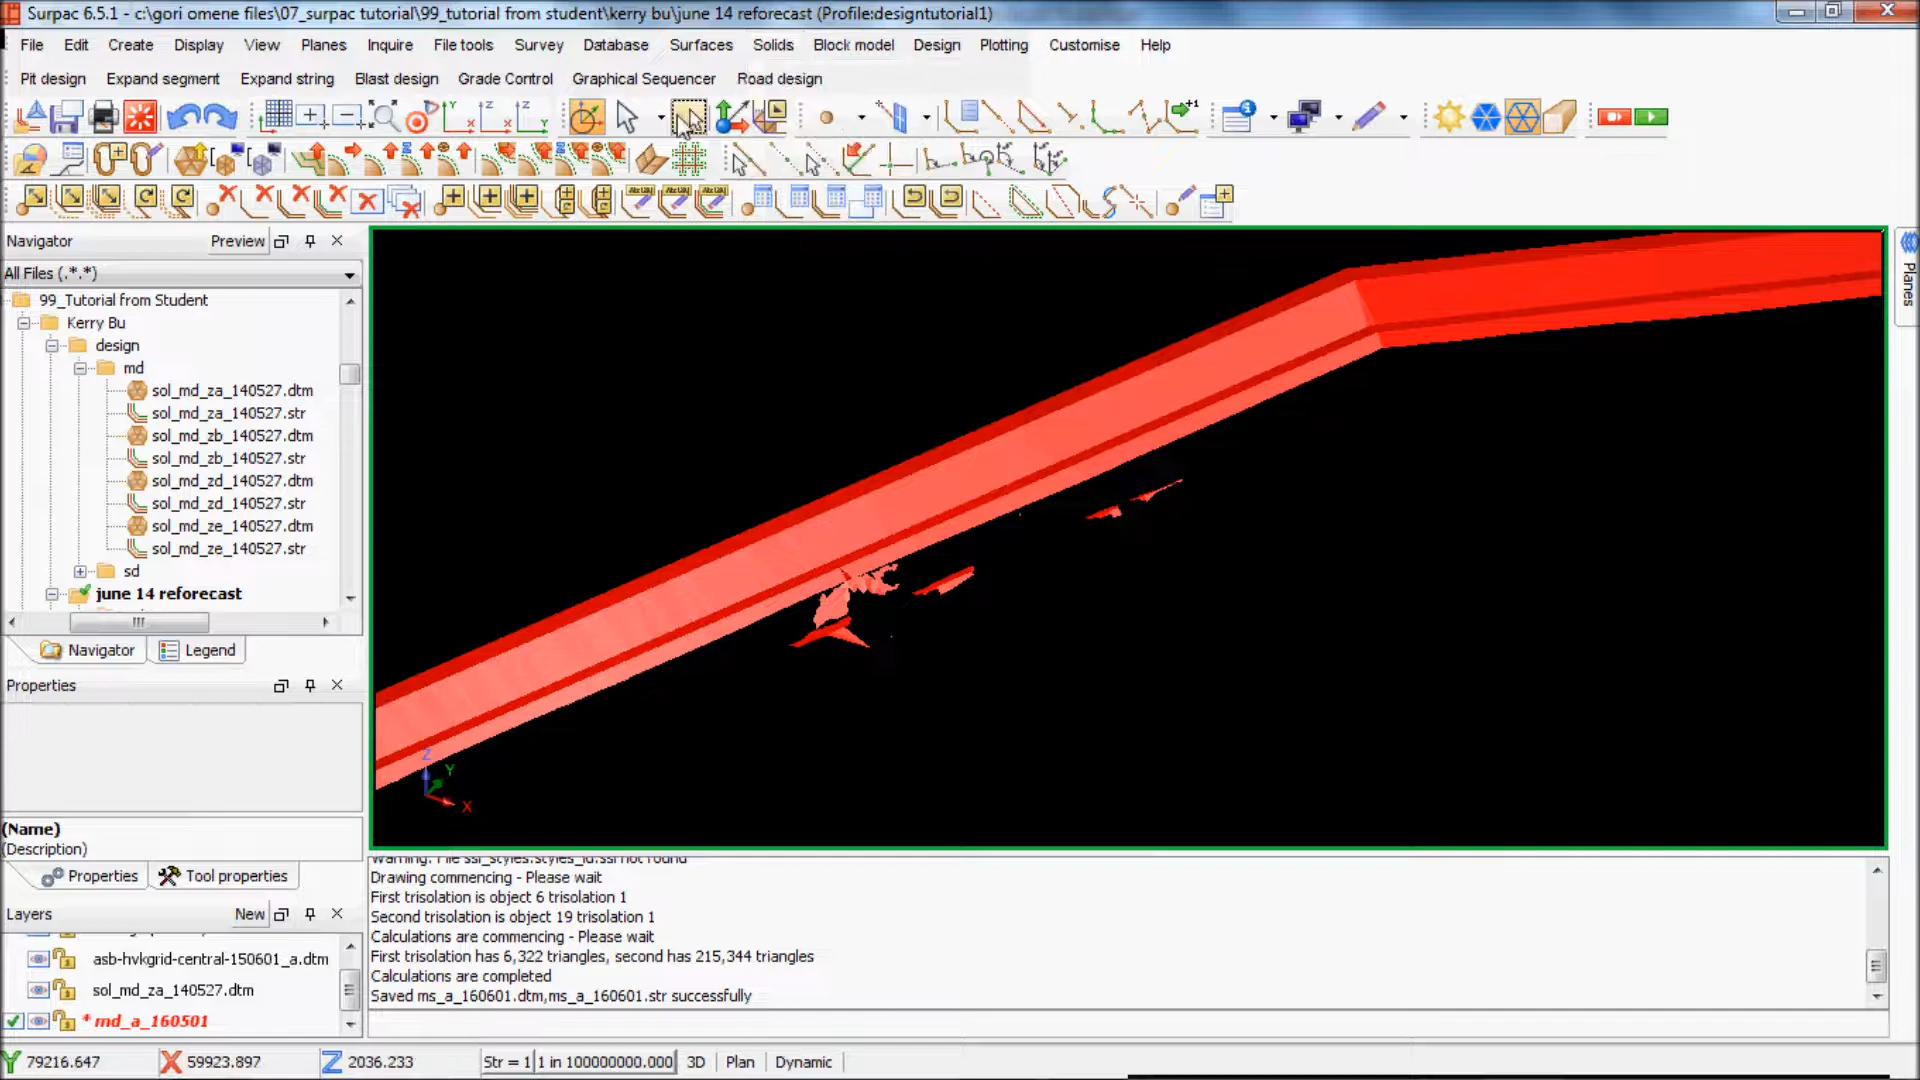 Surpac 6.5.1 - c:\gori omene files\07_surpac tutorial\99_tutorial from student\kerry bu\june 14 reforecast (Profile:designtutorial1)
File Edit Create Display View Planes Inquire File tools Survey Database Surfaces Solids Block model Design Plotting Customise Help
Pit design Expand segment Expand string Blast design Grade Control Graphical Sequencer Road design
Navigator Preview
All Files (.*.*)
99_Tutorial from Student
Kerry Bu
design
md
sol_md_za_140527.dtm
sol_md_za_140527.str
sol_md_zb_140527.dtm
sol_md_zb_140527.str
sol_md_zd_140527.dtm
sol_md_zd_140527.str
sol_md_ze_140527.dtm
sol_md_ze_140527.str
sd
june 14 reforecast
Navigator Legend
Properties
(Name)
(Description)
Properties Tool properties
Layers New
asb-hvkgrid-central-150601_a.dtm
sol_md_za_140527.dtm
* md_a_160501
Planes
Z
Y
X
Warning: File ssi_styles:styles_id.ssi not found
Drawing commencing - Please wait
First trisolation is object 6 trisolation 1
Second trisolation is object 19 trisolation 1
Calculations are commencing - Please wait
First trisolation has 6,322 triangles, second has 215,344 triangles
Calculations are completed
Saved ms_a_160601.dtm,ms_a_160601.str successfully
Y 79216.647 X 59923.897 Z 2036.233 Str = 1 1 in 100000000.000 3D Plan Dynamic